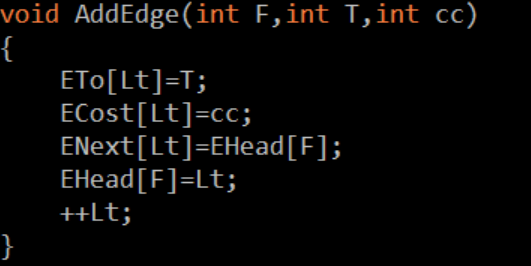 void AddEdge(int F,int T,int cc)
{
    ETo[Lt]=T;
    ECost[Lt]=cc;
    ENext[Lt]=EHead[F];
    EHead[F]=Lt;
    ++Lt;
}